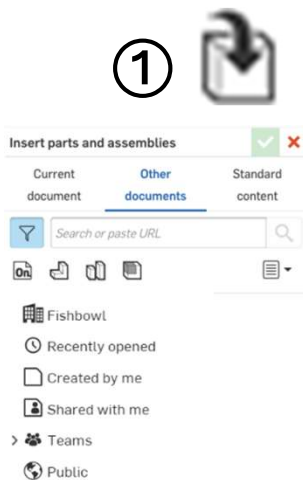 ①
Insert parts and assemblies
Current document
Other documents
Standard content
Search or paste URL
On
Fishbowl
Recently opened
Created by me
Shared with me
Teams
Public